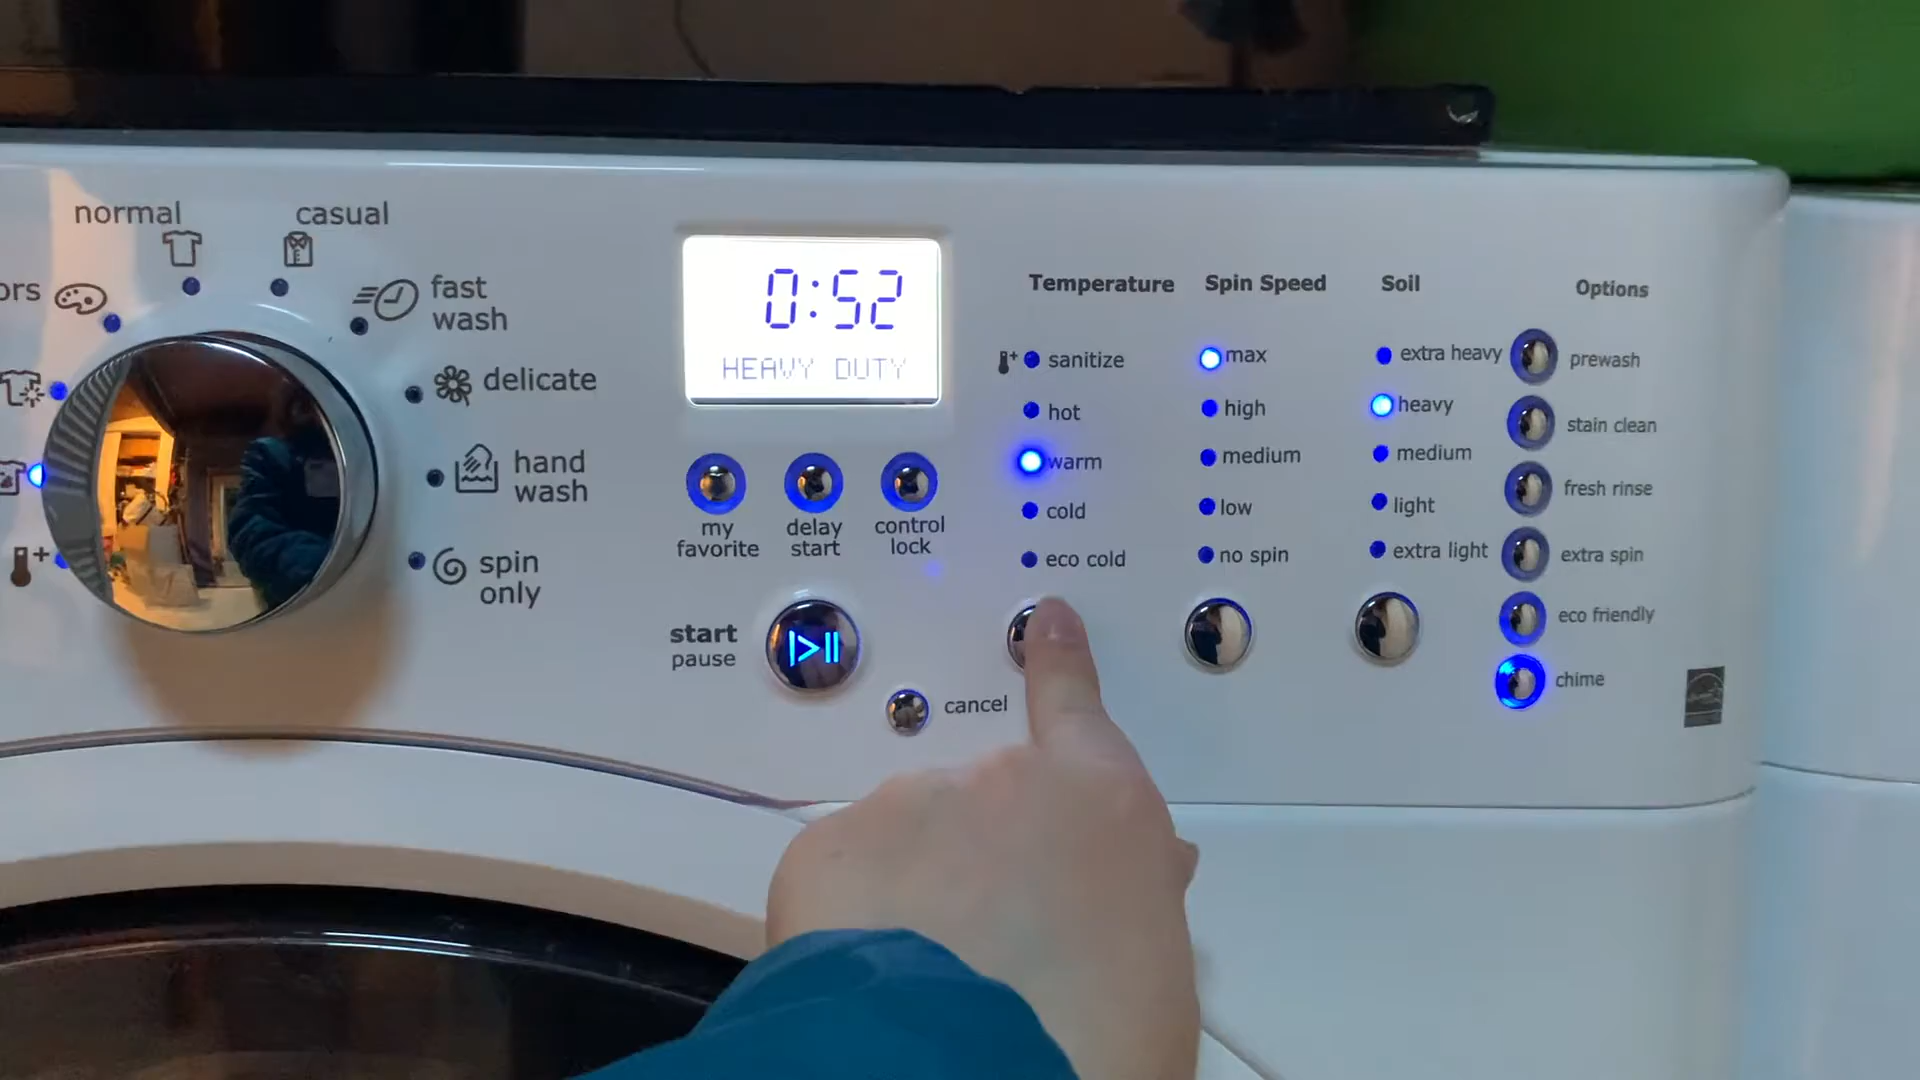 normal
casual
ors
fast
wash
delicate
hand
wash
spin
only
0:52
HEAVY DUTY
my
favorite
delay
start
control
lock
start
pause
cancel
Temperature
sanitize
hot
warm
cold
eco cold
Spin Speed
max
high
medium
low
no spin
Soil
extra heavy
heavy
medium
light
extra light
Options
prewash
stain clean
fresh rinse
extra spin
eco friendly
chime